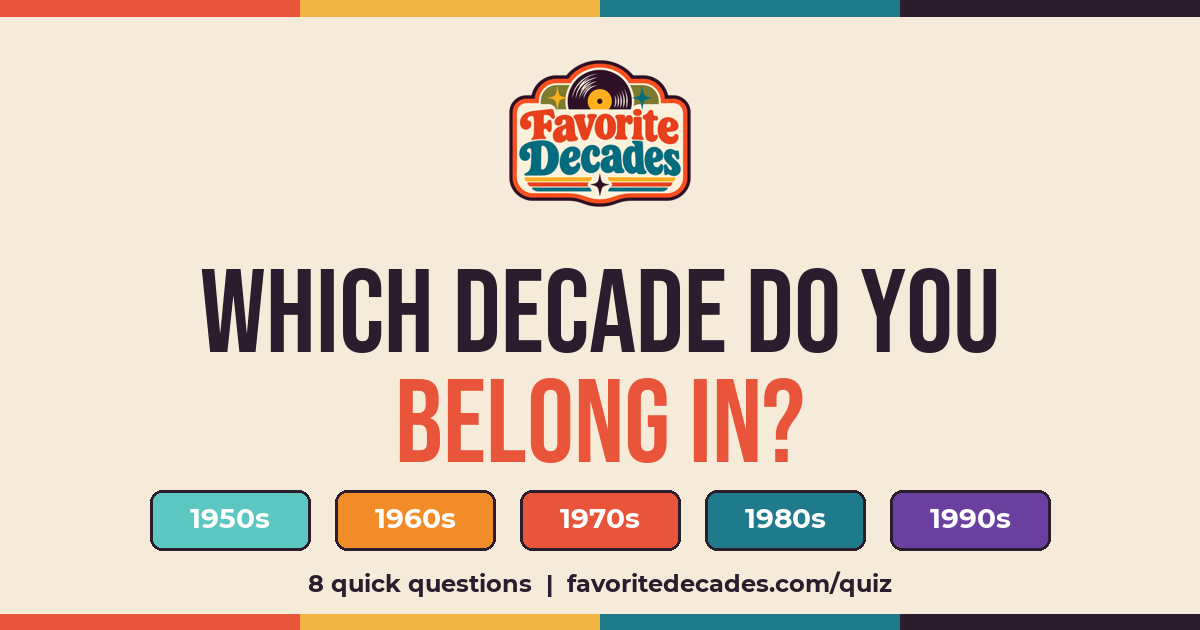 Favorite
Decades
WHICH DECADE DO YOU
BELONG IN?
1950s 1960s 1970s 1980s 1990s
8 quick questions | favoritedecades.com/quiz